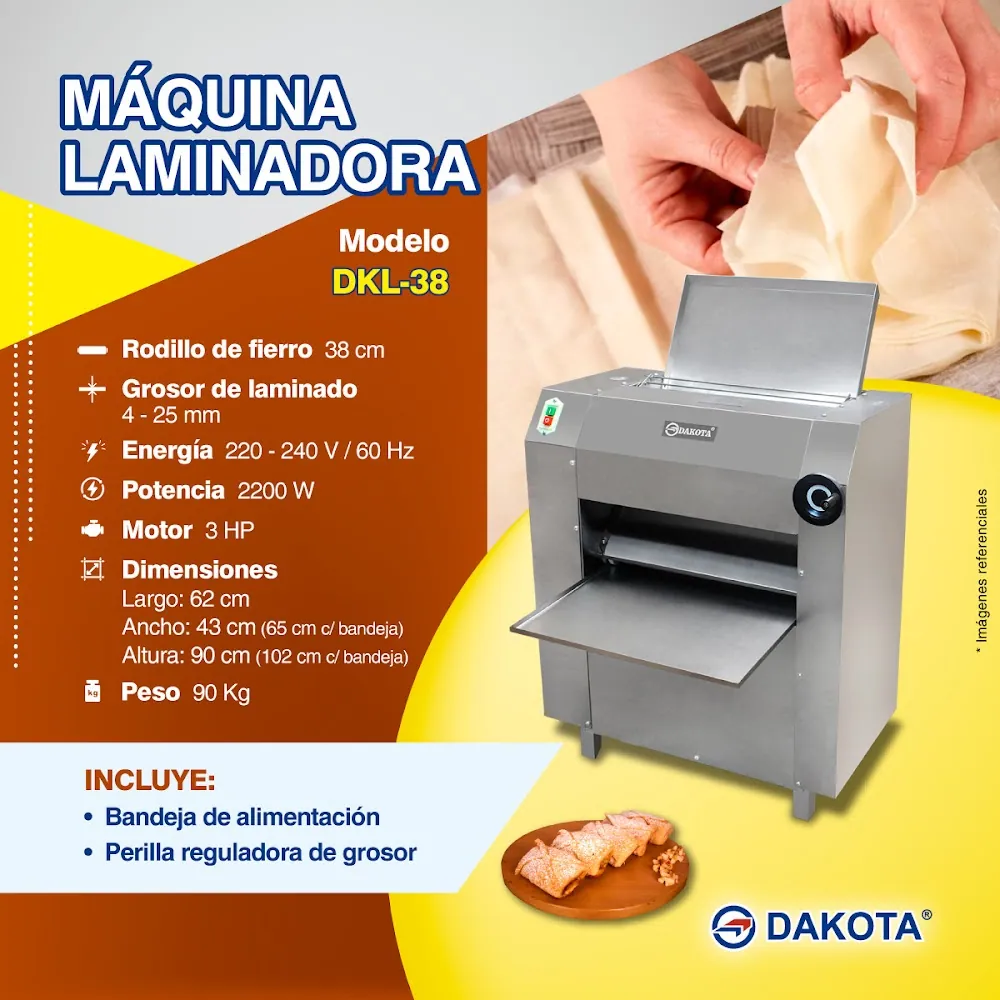 MÁQUINA
LAMINADORA
Modelo
DKL-38
Rodillo de fierro 38 cm
Grosor de laminado
4 - 25 mm
Energía 220 - 240 V / 60 Hz
Potencia 2200 W
Motor 3 HP
Dimensiones
Largo: 62 cm
Ancho: 43 cm (65 cm c/ bandeja)
Altura: 90 cm (102 cm c/ bandeja)
kg
Peso 90 Kg
INCLUYE:
• Bandeja de alimentación
• Perilla reguladora de grosor
DAKOTA®
* Imágenes referenciales
DAKOTA®